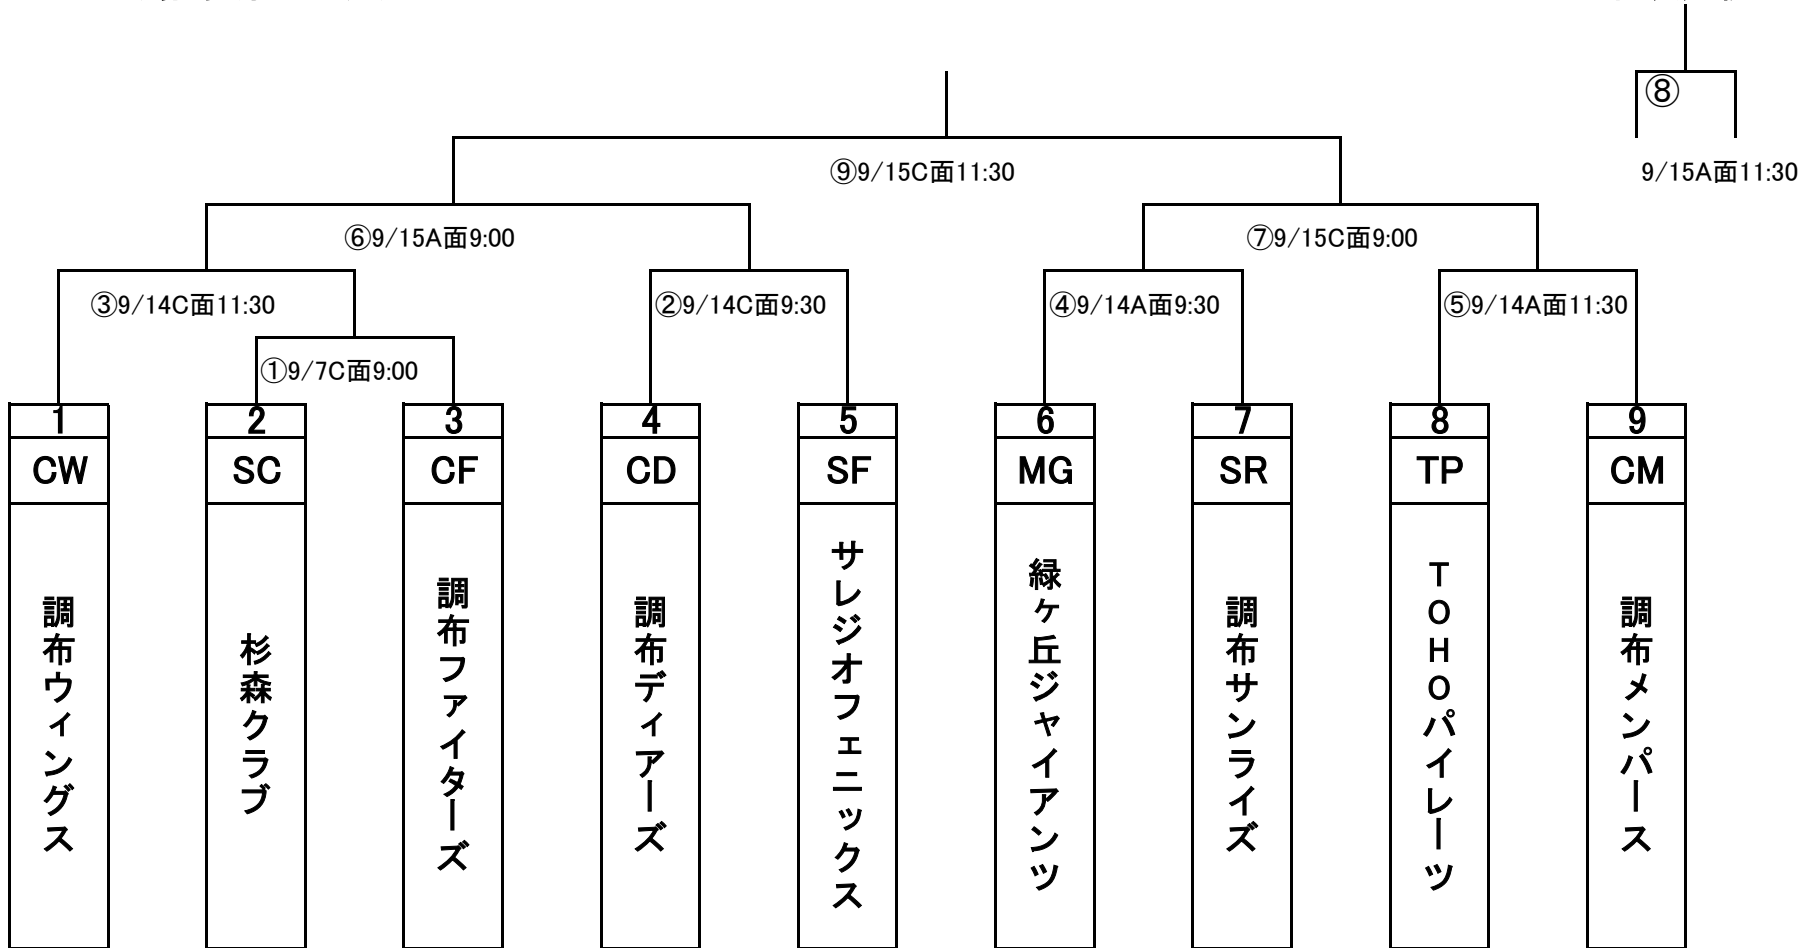 ⑧
⑨9/15C面11:30
9/15A面11:30
⑥9/15A面9:00
⑦9/15C面9:00
③9/14C面11:30
②9/14C面9:30
④9/14A面9:30
⑤9/14A面11:30
①9/7C面9:00
1 2 3 4 5 6 7 8 9
CW SC CF CD SF MG SR TP CM
調布ウィングス
杉森クラブ
調布ファイターズ
調布ディアーズ
サレジオフェニックス
緑ヶ丘ジャイアンツ
調布サンライズ
TOHOパイレーツ
調布メンパース